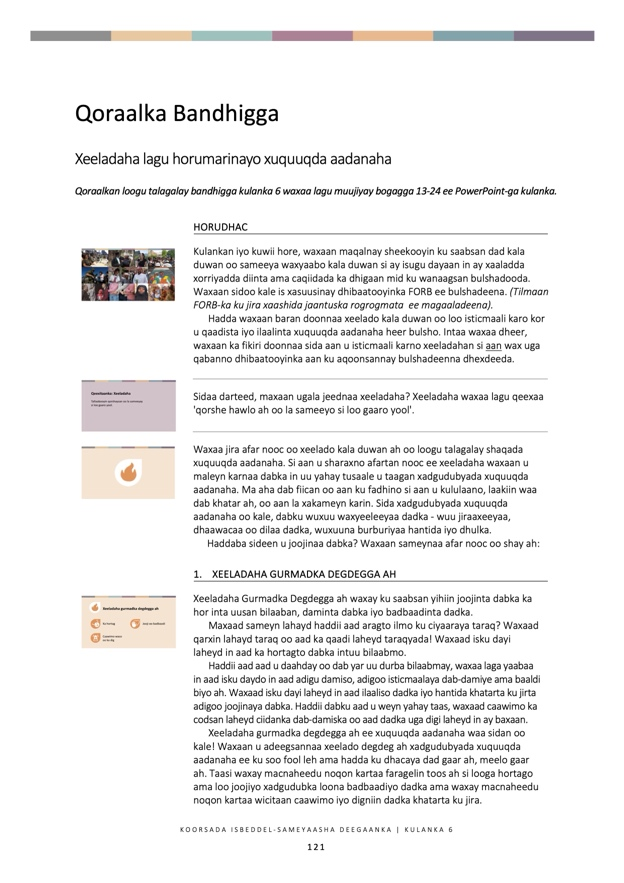 Qoraalka Bandhigga
Xeeladaha lagu horumarinayo xuquuqda aadanaha
Qoraalkan loogu talagalay bandhigga kulanka 6 waxaa lagu muujiyay bogagga 13-24 ee PowerPoint-ga kulanka.
HORUDHAC
Kulankan iyo kuwii hore, waxaan maqalnay sheekooyin ku saabsan dad kala
duwan oo sameeya waxyaabo kala duwan si ay isugu dayaan in ay xaaladda
xorriyadda diinta ama caqiidada ka dhigaan mid ku wanaagsan bulshadooda.
Waxaan sidoo kale is xasuusinay dhibaatooyinka FORB ee bulshadeena. (Tilmaan
FORB-ka ku jira xaashida jaantuska rogrogmata ee magaaladeena).
Hadda waxaan baran doonnaa xeelado kala duwan oo loo isticmaali karo kor
u qaadista iyo ilaalinta xuquuqda aadanaha heer bulsho. Intaa waxaa dheer,
waxaan ka fikiri doonnaa sida aan u isticmaali karno xeeladahan si aan wax uga
qabanno dhibaatooyinka aan ku aqoonsannay bulshadeenna dhexdeeda.
Qeexitaanka: Xeeladaha
Sidaa darteed, maxaan ugala jeednaa xeeladaha? Xeeladaha waxaa lagu qeexaa
'qorshe hawlo ah oo la sameeyo si loo gaaro yool'.
Waxaa jira afar nooc oo xeelado kala duwan ah oo loogu talagalay shaqada
xuquuqda aadanaha. Si aan u sharaxno afartan nooc ee xeeladaha waxaan u
maleyn karnaa dabka in uu yahay tusaale u taagan xadgudubyada xuquuqda
aadanaha. Ma aha dab fiican oo aan ku fadhino si aan u kululaano, laakiin waa
dab khatar ah, oo aan la xakameyn karin. Sida xadgudubyada xuquuqda
aadanaha oo kale, dabku wuxuu waxyeeleeyaa dadka - wuu jiraaxeeyaa,
dhaawacaa oo dilaa dadka, wuxuuna burburiyaa hantida iyo dhulka.
Haddaba sideen u joojinaa dabka? Waxaan sameynaa afar nooc oo shay ah:
1. XEELADAHA GURMADKA DEGDEGGA AH
Xeeladaha gurmadka degdegga ah
Xeeladaha Gurmadka Degdegga ah waxay ku saabsan yihiin joojinta dabka ka
hor inta uusan bilaaban, daminta dabka iyo badbaadinta dadka.
Maxaad sameyn lahayd haddii aad aragto ilmo ku ciyaaraya taraq? Waxaad
qarxin lahayd taraq oo aad ka qaadi laheyd taraqyada! Waxaad isku dayi
laheyd in aad ka hortagto dabka intuu bilaabmo.
Haddii aad aad u daahday oo dab yar uu durba bilaabmay, waxaa laga yaabaa
in aad isku daydo in aad adigu damiso, adigoo isticmaalaya dab-damiye ama baaldi
biyo ah. Waxaad isku dayi laheyd in aad ilaaliso dadka iyo hantida khatarta ku jirta
adigoo joojinaya dabka. Haddii dabku aad u weyn yahay taas, waxaad caawimo ka
codsan laheyd ciidanka dab-damiska oo aad dadka uga digi laheyd in ay baxaan.
Xeeladaha gurmadka degdegga ah ee xuquuqda aadanaha waa sidan oo
kale! Waxaan u adeegsannaa xeelado degdeg ah xadgudubyada xuquuqda
aadanaha ee ku soo fool leh ama hadda ku dhacaya dad gaar ah, meelo gaar
ah. Taasi waxay macnaheedu noqon kartaa faragelin toos ah si looga hortago
ama loo joojiyo xadgudubka loona badbaadiyo dadka ama waxay macnaheedu
noqon kartaa wicitaan caawimo iyo digniin dadka khatarta ku jira.
KOORSADA ISBEDDEL-SAMEYAASHA DEEGAANKA | KULANKA 6
121